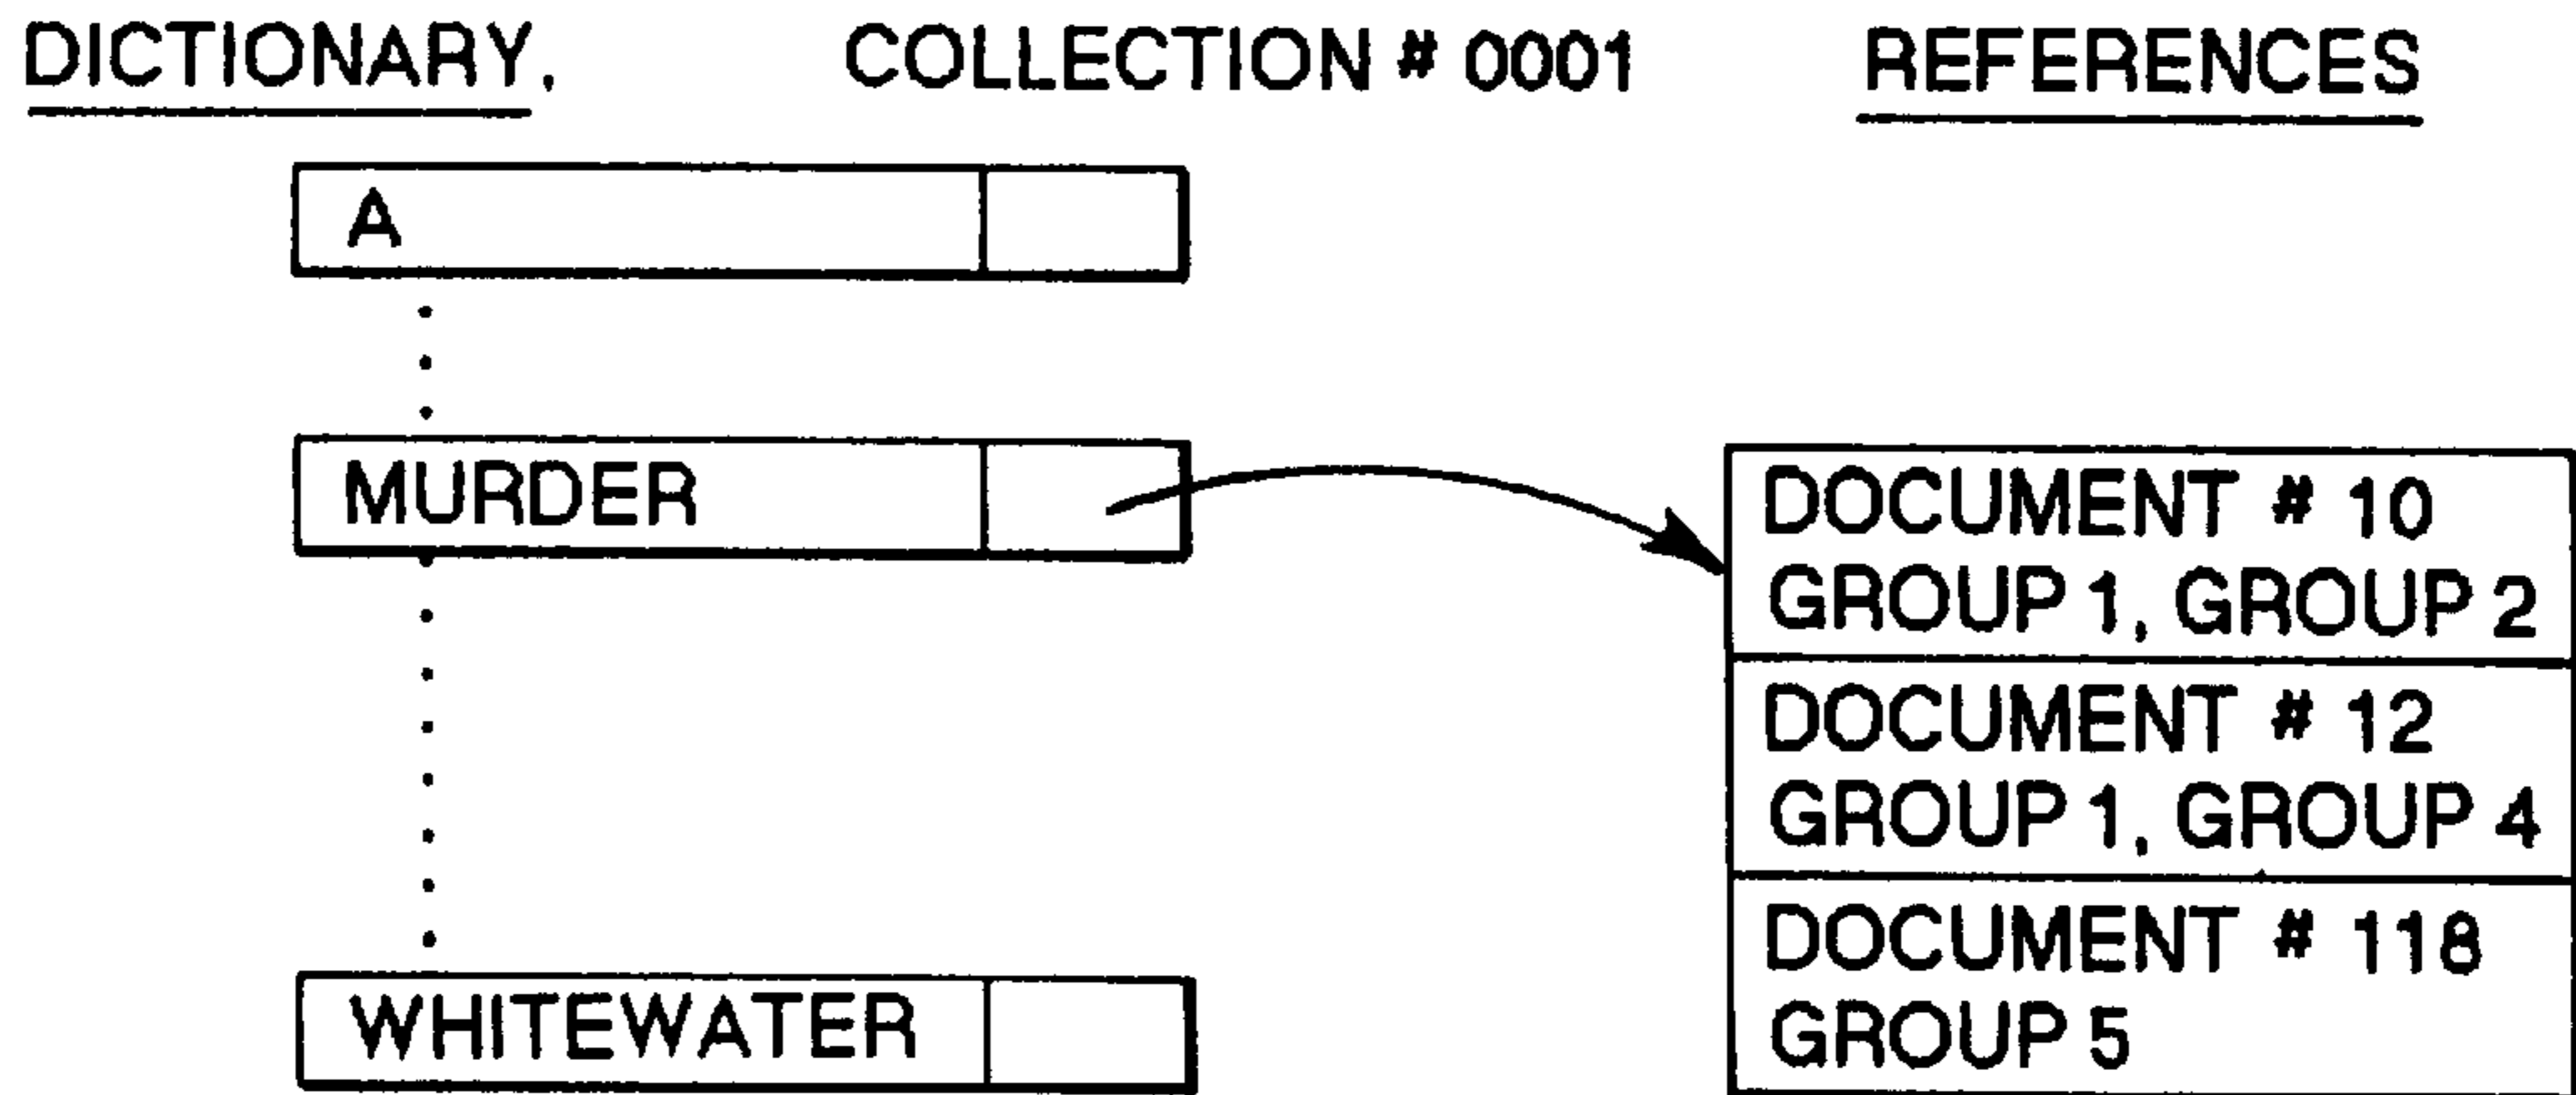 DICTIONARY. COLLECTION # 0001 REFERENCES
A
MURDER
WHITEWATER
DOCUMENT # 10
GROUP 1, GROUP 2
DOCUMENT # 12
GROUP 1, GROUP 4
DOCUMENT # 118
GROUP 5